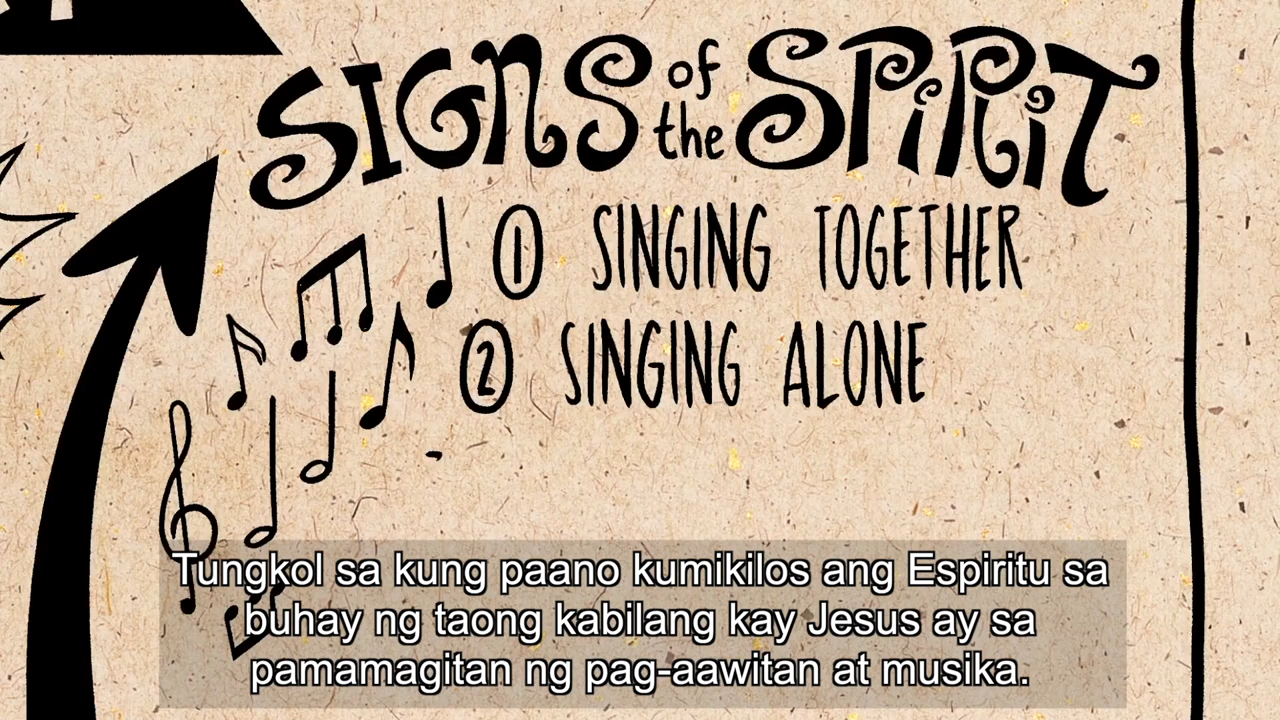 SIGNS of the SPIRIT
① SINGING TOGETHER
② SINGING ALONE
Tungkol sa kung paano kumikilos ang Espiritu sa
buhay ng taong kabilang kay Jesus ay sa
pamamagitan ng pag-aawitan at musika.